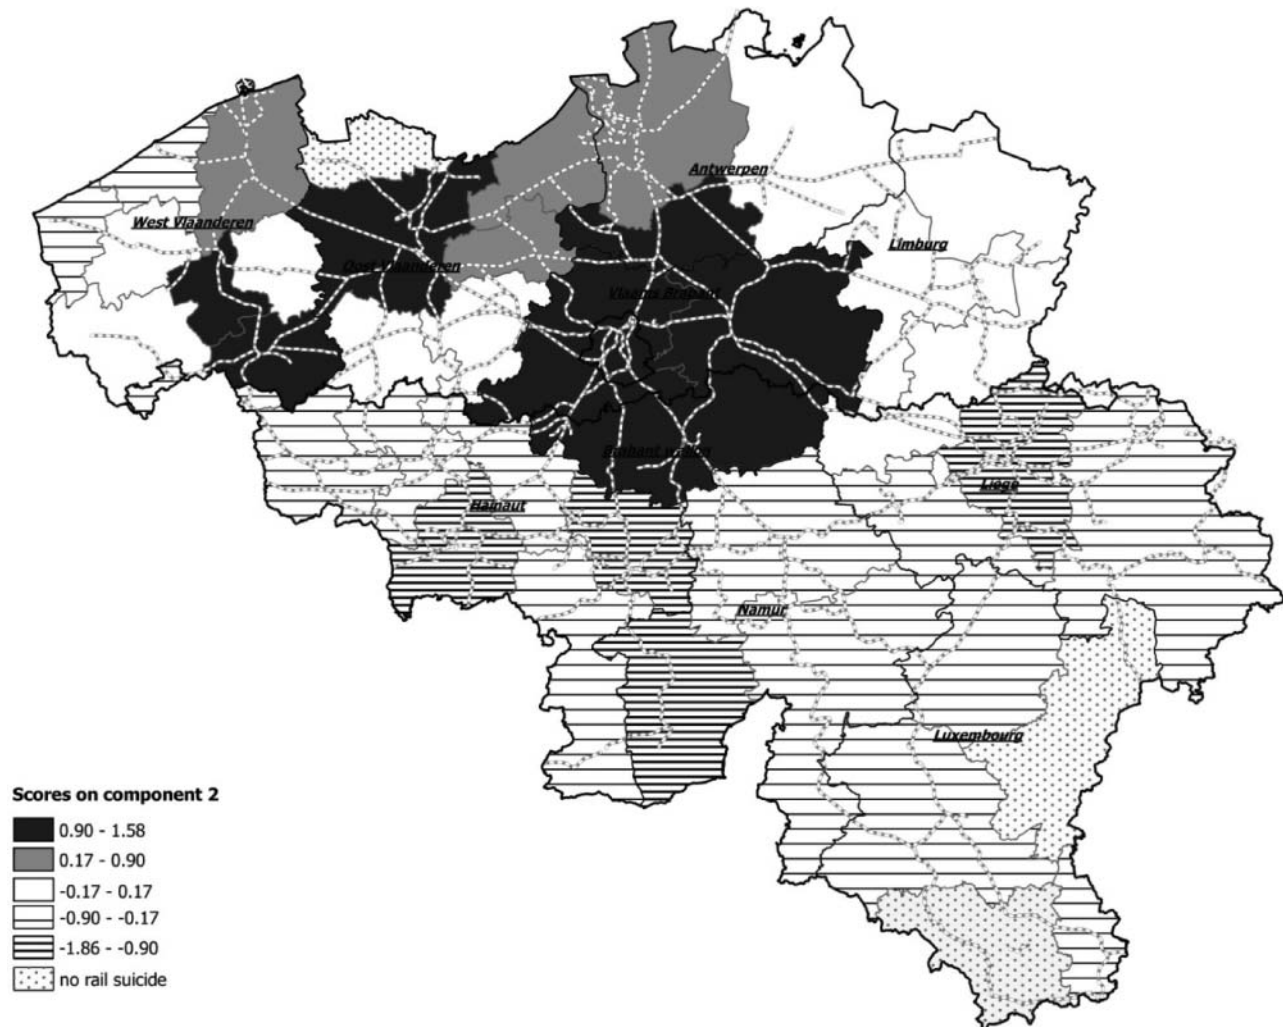 Antwerpen
West Vlaanderen
Limburg
Oost Vlaanderen
Vlaams Brabant
Brabant wallon
Liège
Hainaut
Namur
Luxembourg
Scores on component 2
0.90 - 1.58
0.17 - 0.90
-0.17 - 0.17
-0.90 - -0.17
-1.86 - -0.90
no rail suicide